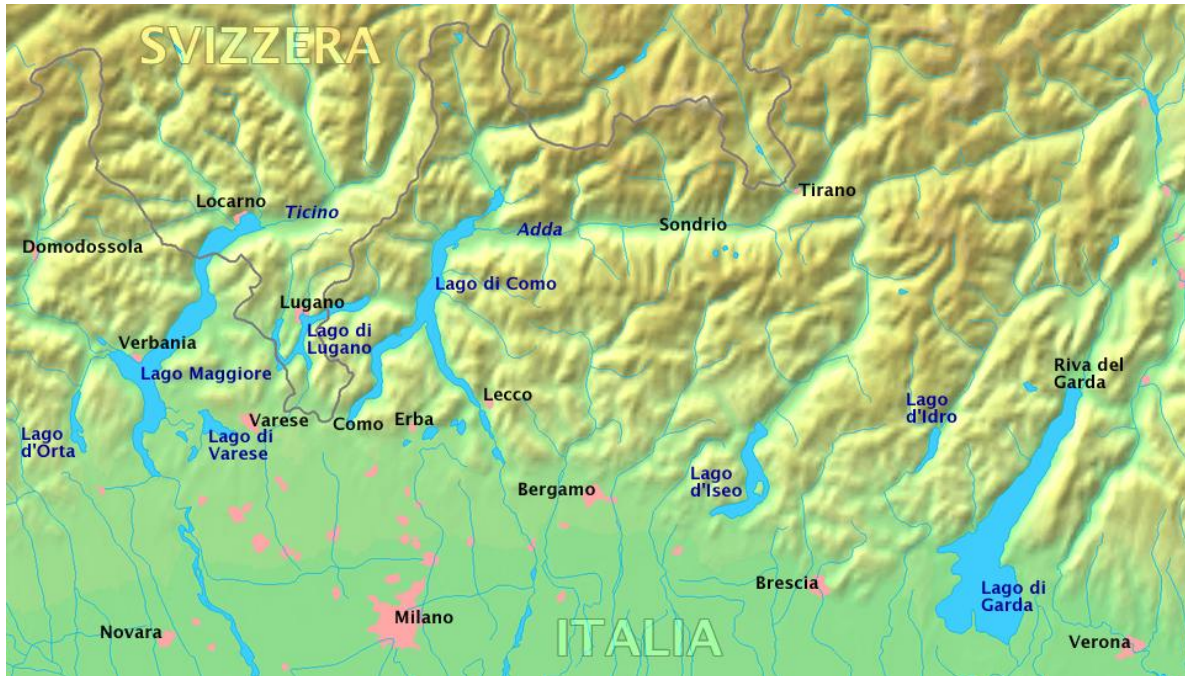 SVIZZERA
Tirano
Locarno
Ticino
Sondrio
Adda
Domodossola
Lago di Como
Lugano
Lago di
Lugano
Verbania
Lago Maggiore
Riva del
Garda
Lecco
Lago
d'Idro
Varese
Como
Erba
Lago
d'Orta
Lago di
Varese
Lago
d'Iseo
Bergamo
Brescia
Lago di
Garda
Milano
Novara
ITALIA
Verona